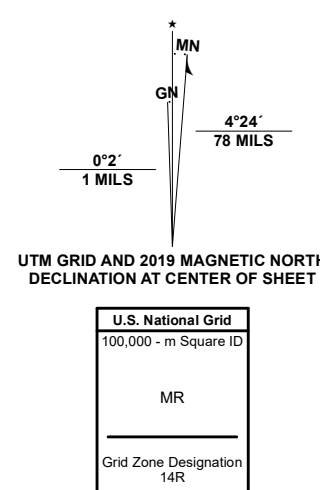 MN
GN
4°24´
78 MILS
0°2´
1 MILS
UTM GRID AND 2019 MAGNETIC NORTH
DECLINATION AT CENTER OF SHEET
U.S. National Grid
100,000 - m Square ID
MR
Grid Zone Designation
14R